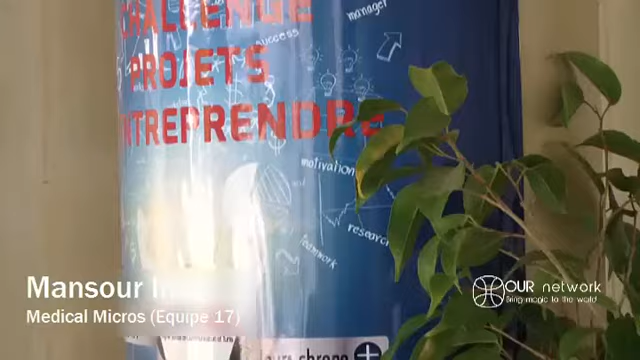 CHALLENGE
PROJETS
ENTREPRENDRE
manager
success
motivation
research
teamwork
Mansour
Medical Micros (Equipe 17)
OUR network
Bring magic to the world